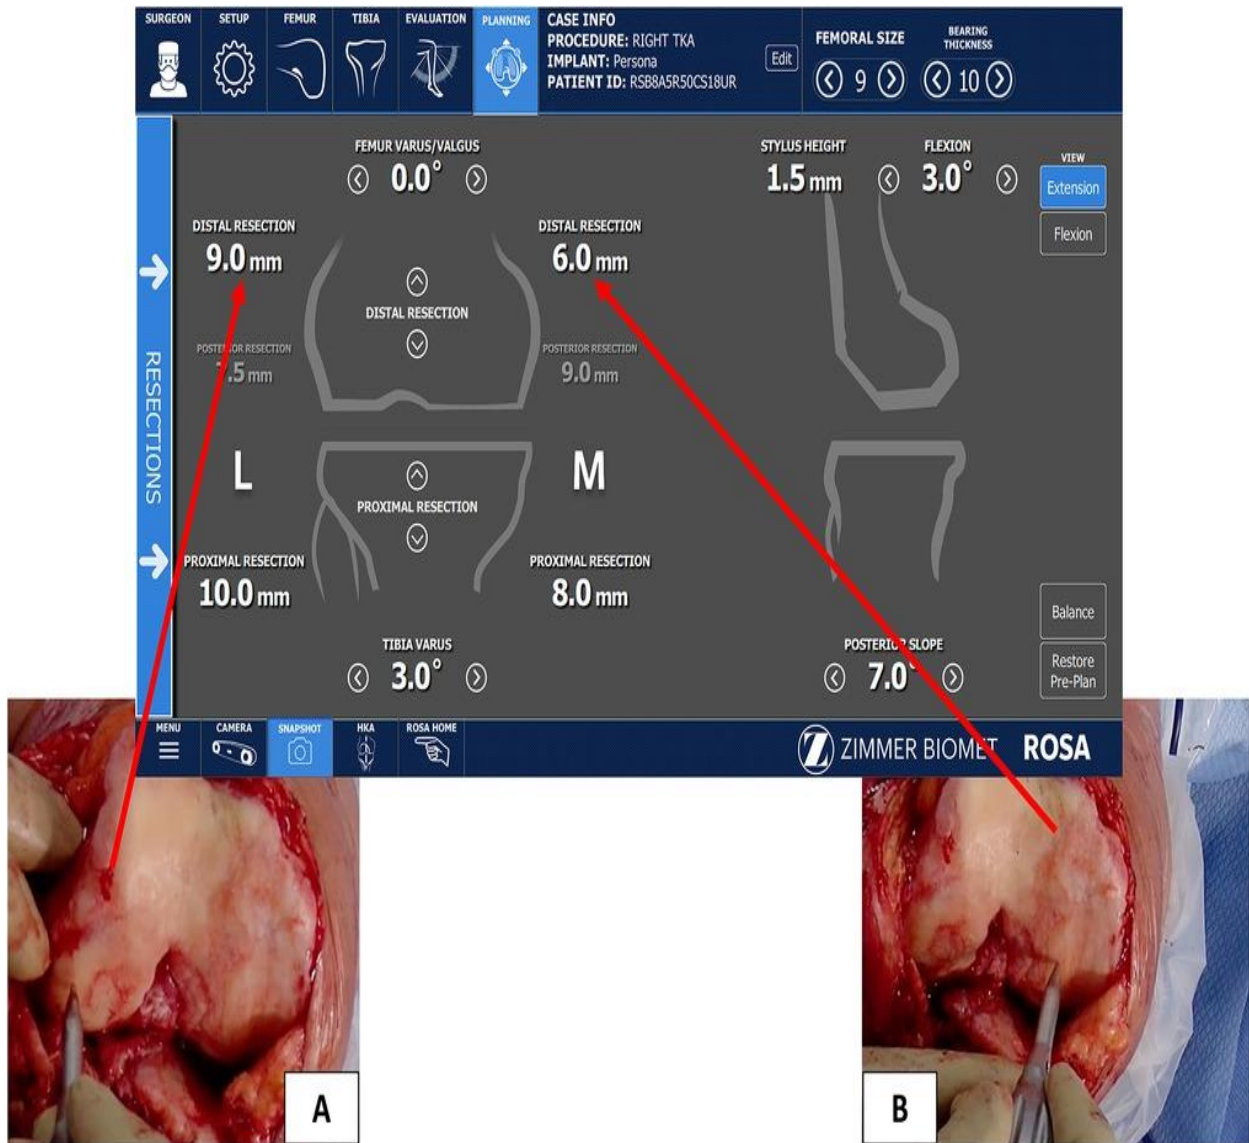 SURGEON SETUP FEMUR TIBIA EVALUATION PLANNING
CASE INFO
PROCEDURE: RIGHT TKA
IMPLANT: Persona
PATIENT ID: RSB8A5R50CS18UR
Edit
FEMORAL SIZE
9
BEARING
THICKNESS
10
FEMUR VARUS/VALGUS
0.0°
STYLUS HEIGHT
1.5 mm
FLEXION
3.0°
VIEW
Extension
Flexion
DISTAL RESECTION
9.0 mm
DISTAL RESECTION
6.0 mm
DISTAL RESECTION
POSTERIOR RESECTION
7.5 mm
POSTERIOR RESECTION
9.0 mm
RESECTIONS
L
M
PROXIMAL RESECTION
PROXIMAL RESECTION
10.0 mm
PROXIMAL RESECTION
8.0 mm
TIBIA VARUS
3.0°
POSTERIOR SLOPE
7.0°
Balance
Restore
Pre-Plan
MENU CAMERA SNAPSHOT HKA ROSA HOME
Z ZIMMER BIOMET ROSA
A
B